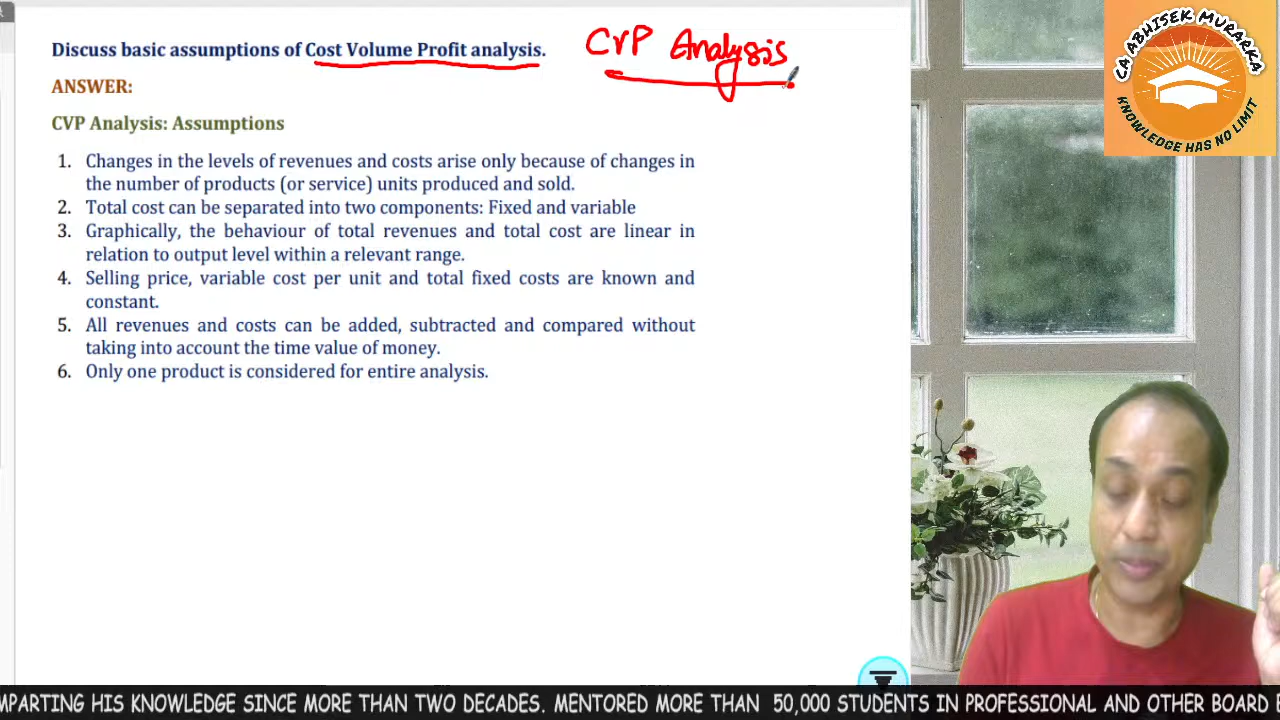 Discuss basic assumptions of Cost Volume Profit analysis.
CVP Analysis
ANSWER:
CVP Analysis: Assumptions
1. Changes in the levels of revenues and costs arise only because of changes in
the number of products (or service) units produced and sold.
2. Total cost can be separated into two components: Fixed and variable
3. Graphically, the behaviour of total revenues and total cost are linear in
relation to output level within a relevant range.
4. Selling price, variable cost per unit and total fixed costs are known and
constant.
5. All revenues and costs can be added, subtracted and compared without
taking into account the time value of money.
6. Only one product is considered for entire analysis.
CA ABHISEK MURARKA
KNOWLEDGE HAS NO LIMIT
MPARTING HIS KNOWLEDGE SINCE MORE THAN TWO DECADES. MENTORED MORE THAN 50,000 STUDENTS IN PROFESSIONAL AND OTHER BOARD E